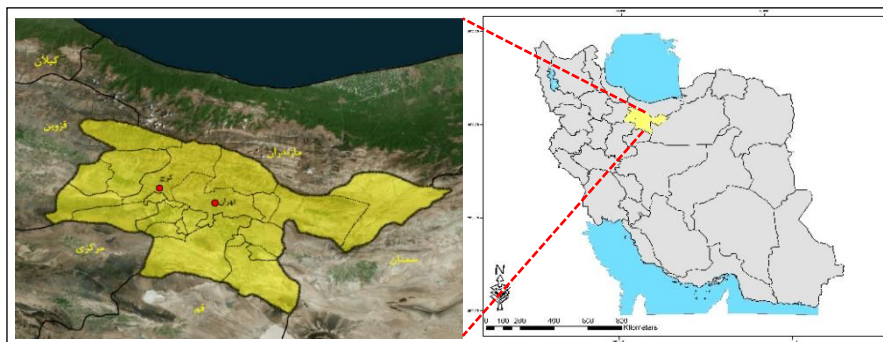 گیلان
قزوین
مازندران
کرج
تهران
مرکزی
سمنان
قم
0 100 200 400 600 800
Kilometers